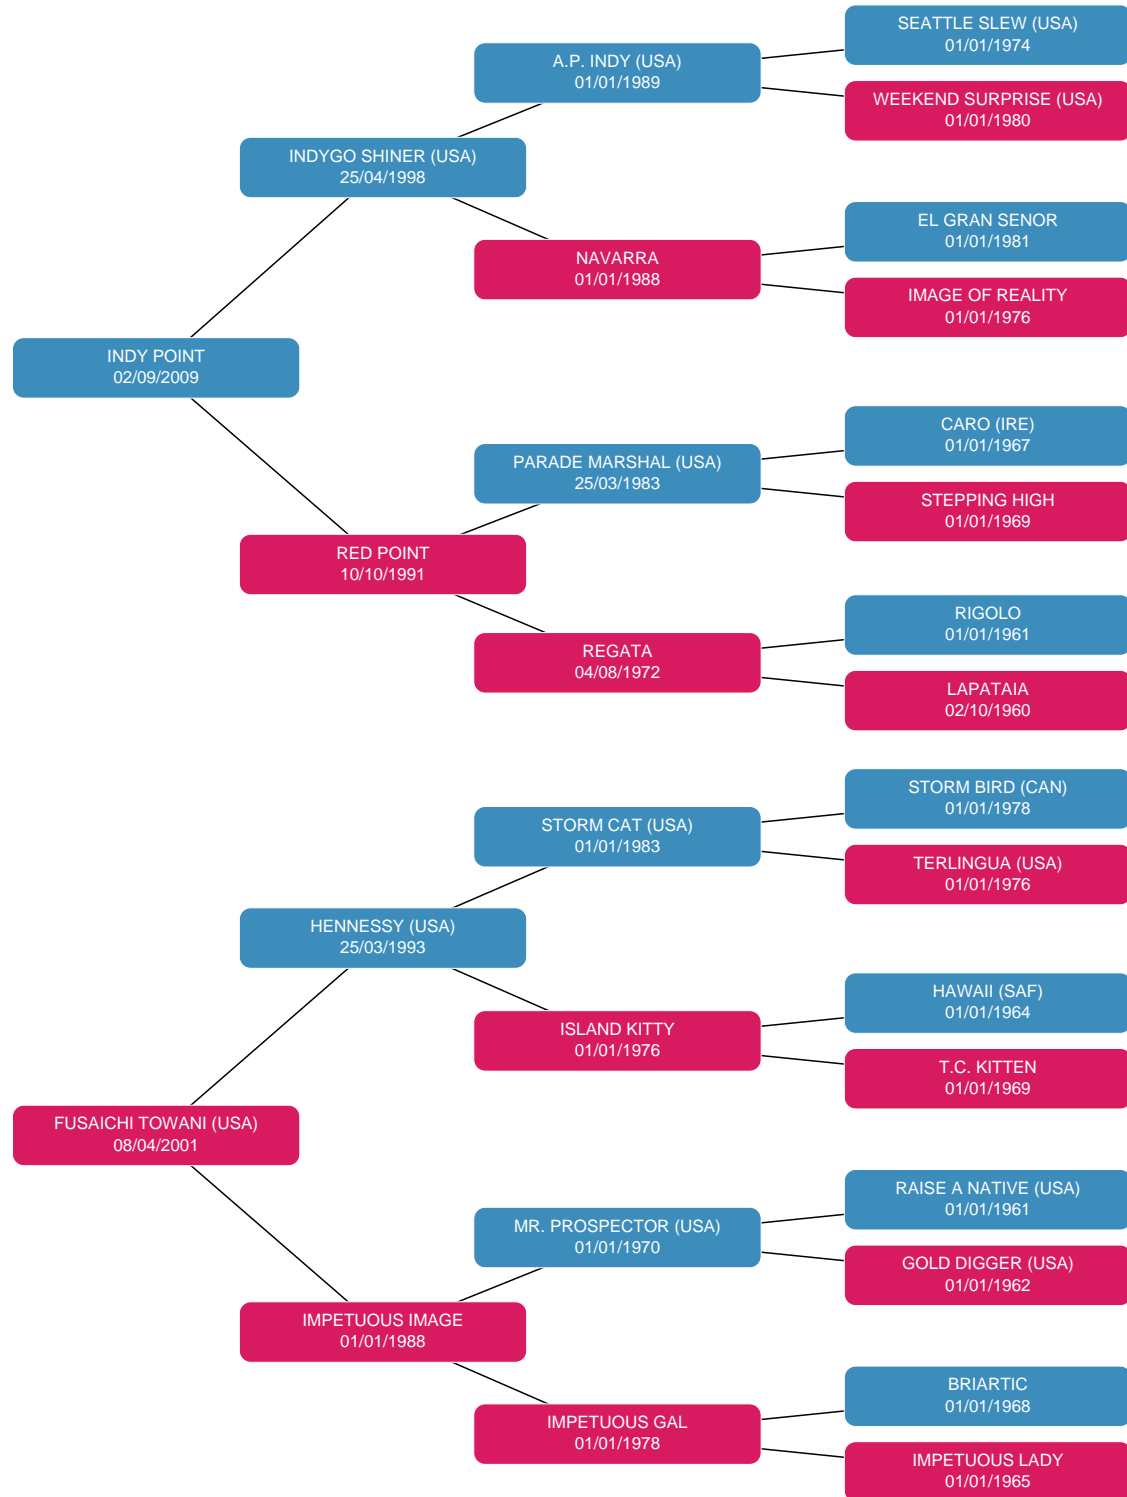 SEATTLE SLEW (USA)
01/01/1974
A.P. INDY (USA)
01/01/1989
WEEKEND SURPRISE (USA)
01/01/1980
INDYGO SHINER (USA)
25/04/1998
EL GRAN SENOR
01/01/1981
NAVARRA
01/01/1988
IMAGE OF REALITY
01/01/1976
INDY POINT
02/09/2009
CARO (IRE)
01/01/1967
PARADE MARSHAL (USA)
25/03/1983
STEPPING HIGH
01/01/1969
RED POINT
10/10/1991
RIGOLO
01/01/1961
REGATA
04/08/1972
LAPATAIA
02/10/1960
STORM BIRD (CAN)
01/01/1978
STORM CAT (USA)
01/01/1983
TERLINGUA (USA)
01/01/1976
HENNESSY (USA)
25/03/1993
HAWAII (SAF)
01/01/1964
ISLAND KITTY
01/01/1976
T.C. KITTEN
01/01/1969
FUSAICHI TOWANI (USA)
08/04/2001
RAISE A NATIVE (USA)
01/01/1961
MR. PROSPECTOR (USA)
01/01/1970
GOLD DIGGER (USA)
01/01/1962
IMPETUOUS IMAGE
01/01/1988
BRIARTIC
01/01/1968
IMPETUOUS GAL
01/01/1978
IMPETUOUS LADY
01/01/1965